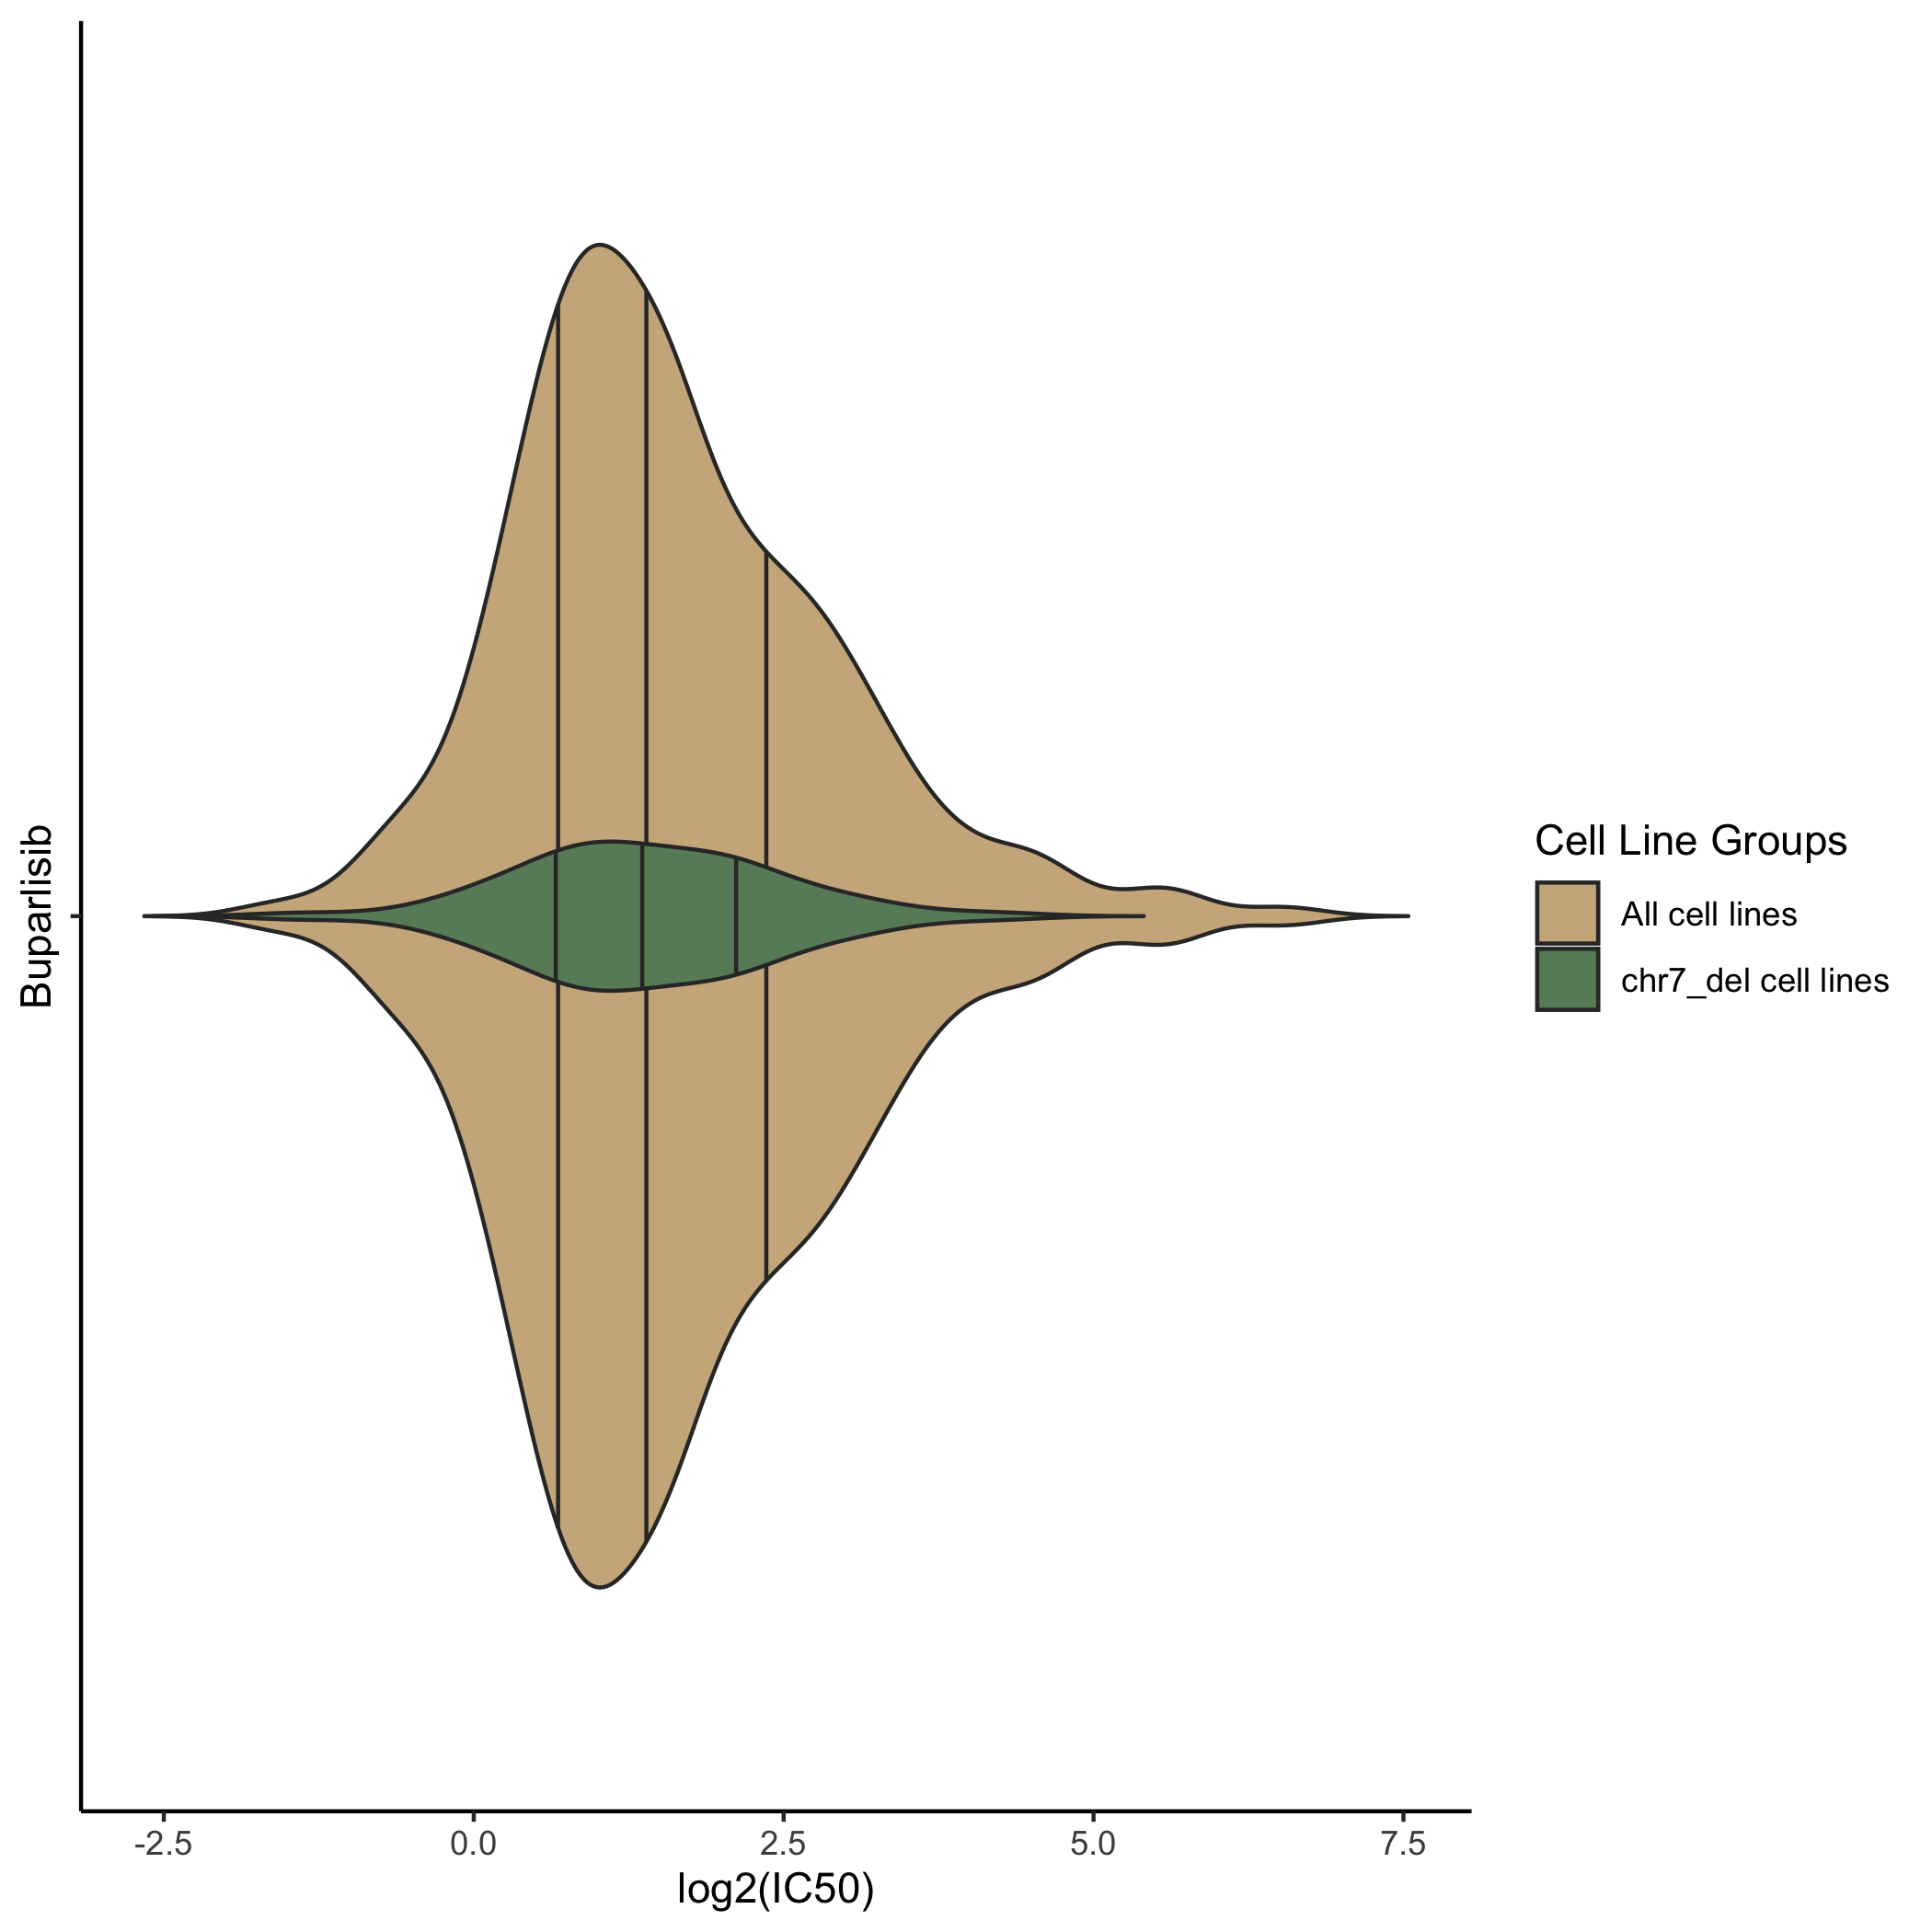 Buparlisib
-2.5
0.0
2.5
5.0
7.5
log2(IC50)
Cell Line Groups
All cell lines
chr7_del cell lines